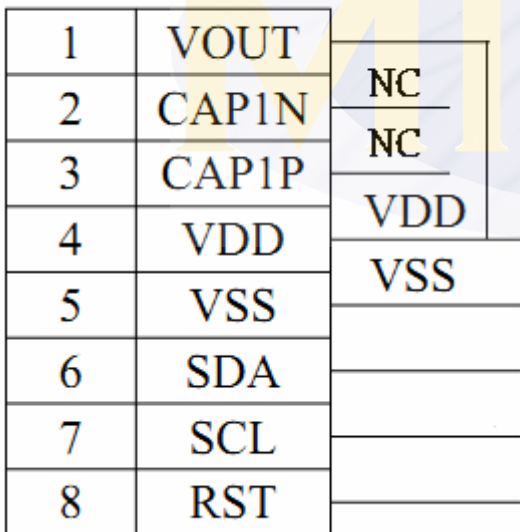 1 VOUT
NC
2 CAP1N
NC
3 CAP1P
VDD
4 VDD
VSS
5 VSS
6 SDA
7 SCL
8 RST